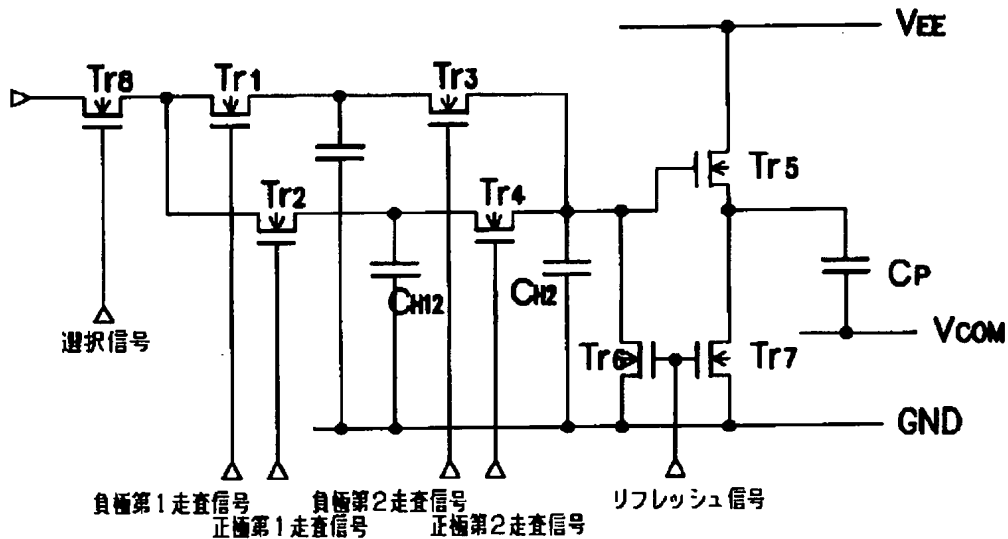 VEE
Tr8
Tr1
Tr3
Tr5
Tr2
Tr4
CH12
CH2
CP
選択信号
VCOM
Tr6
Tr7
GND
負極第1走査信号
負極第2走査信号
リフレッシュ信号
正極第1走査信号
正極第2走査信号